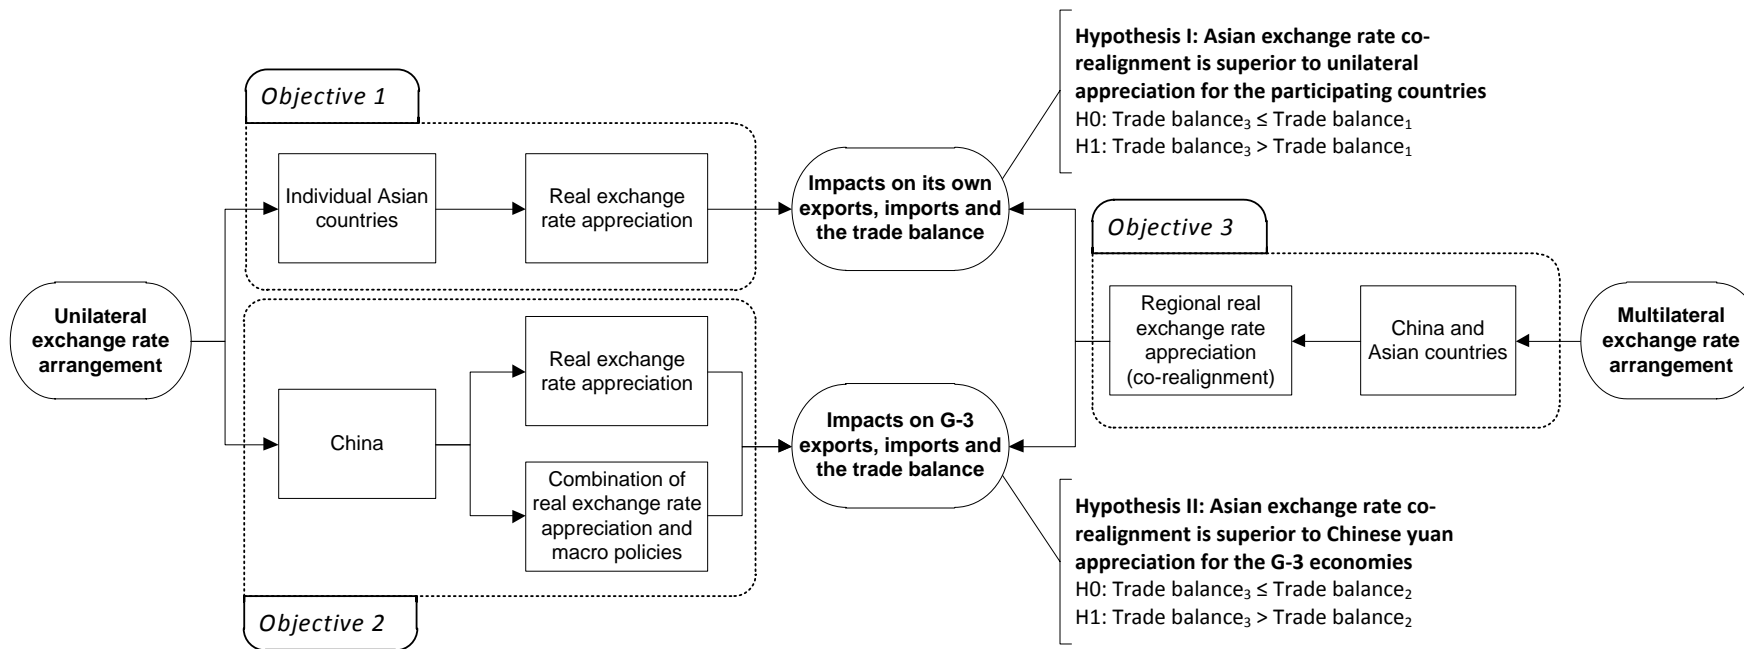 Unilateral
exchange rate
arrangement
Objective 1
Individual Asian
countries
Real exchange
rate appreciation
Impacts on its own
exports, imports and
the trade balance
Hypothesis I: Asian exchange rate co-
realignment is superior to unilateral
appreciation for the participating countries
H0: Trade balance₃ ≤ Trade balance₁
H1: Trade balance₃ > Trade balance₁
China
Real exchange
rate appreciation
Combination of
real exchange rate
appreciation and
macro policies
Objective 2
Impacts on G-3
exports, imports and
the trade balance
Objective 3
Regional real
exchange rate
appreciation
(co-realignment)
China and
Asian countries
Multilateral
exchange rate
arrangement
Hypothesis II: Asian exchange rate co-
realignment is superior to Chinese yuan
appreciation for the G-3 economies
H0: Trade balance₃ ≤ Trade balance₂
H1: Trade balance₃ > Trade balance₂